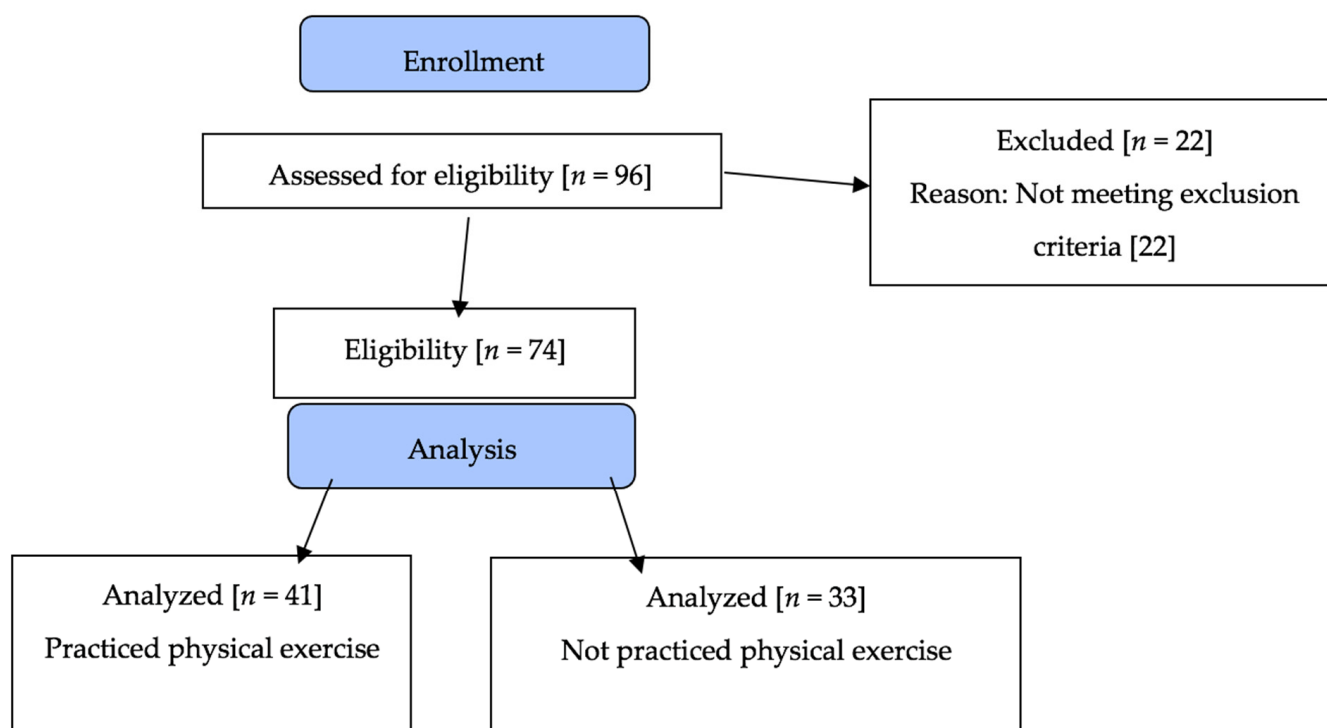 Enrollment
Assessed for eligibility [n = 96]
Excluded [n = 22]
Reason: Not meeting exclusion
criteria [22]
Eligibility [n = 74]
Analysis
Analyzed [n = 41]
Practiced physical exercise
Analyzed [n = 33]
Not practiced physical exercise